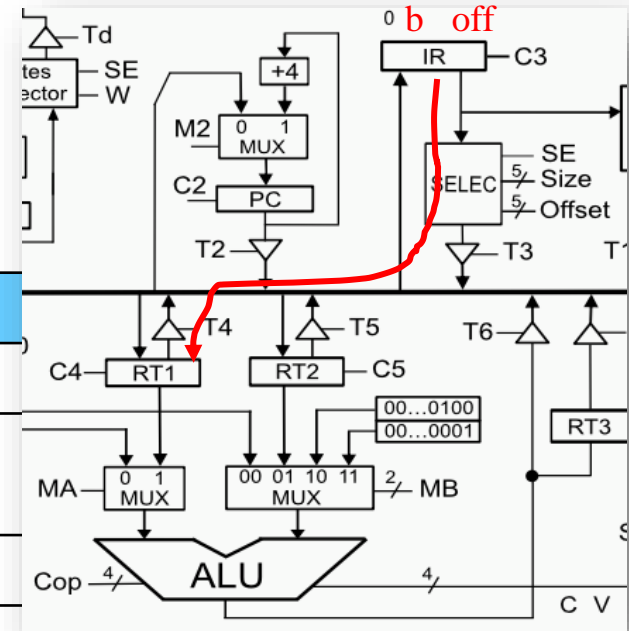 0 b off
Td
IR
C3
tes
ector
SE
W
+4
M2
0 1
MUX
C2
PC
SELEC
SE
5
Size
5
Offset
T2
T3
T1
T4
T5
T6
C4
RT1
RT2
C5
00...0100
00...0001
RT3
MA
0 1
MUX
00 01 10 11
MUX
2
MB
Cop
4
ALU
4
C V